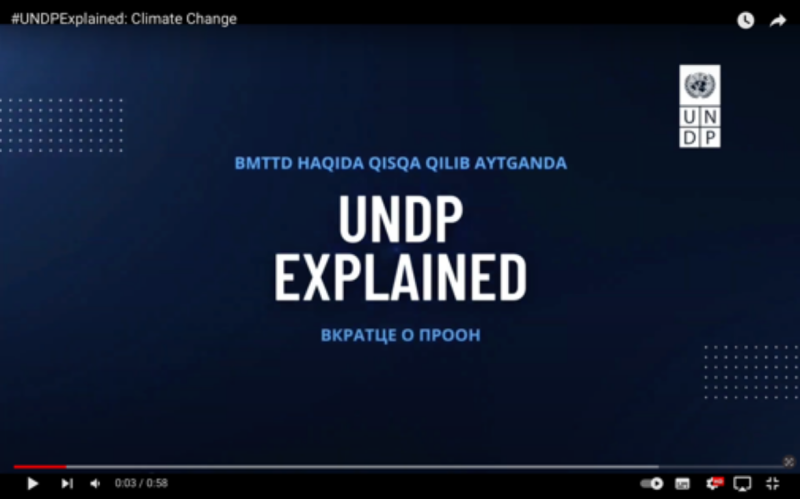 #UNDPExplained: Climate Change
U N
D P
BMTTD HAQIDA QISQA QILIB AYTGANDA
UNDP
EXPLAINED
ВКРАТЦЕ О ПРООН
0:03 / 0:58